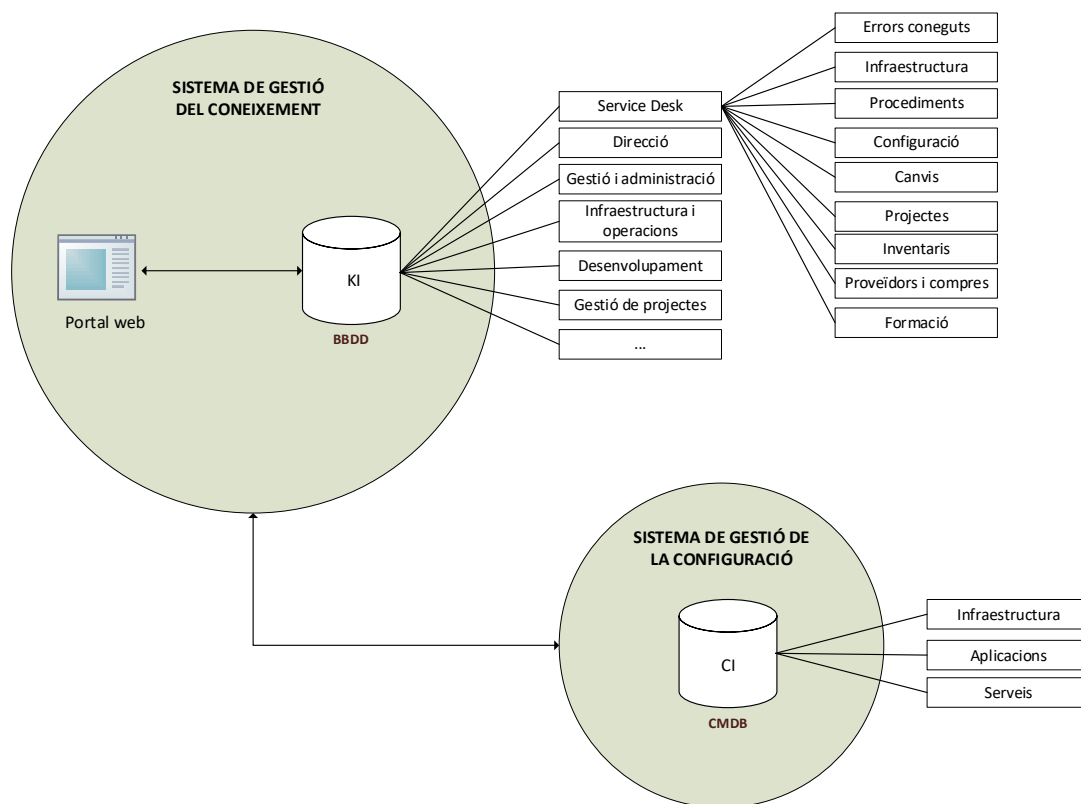 SISTEMA DE GESTIÓ
DEL CONEIXEMENT
Portal web
KI
BBDD
Service Desk
Direcció
Gestió i administració
Infraestructura i
operacions
Desenvolupament
Gestió de projectes
...
Errors coneguts
Infraestructura
Procediments
Configuració
Canvis
Projectes
Inventaris
Proveïdors i compres
Formació
SISTEMA DE GESTIÓ DE
LA CONFIGURACIÓ
CI
CMDB
Infraestructura
Aplicacions
Serveis